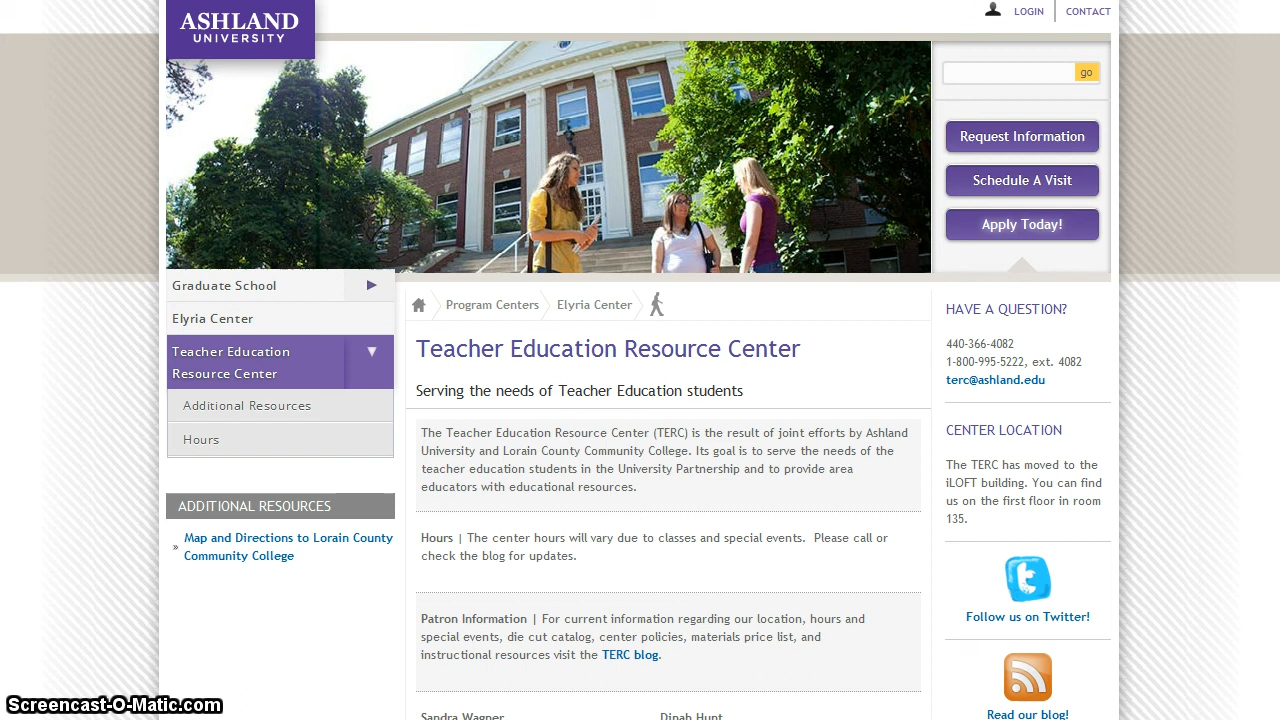 ASHLAND
UNIVERSITY
LOGIN
CONTACT
go
Request Information
Schedule A Visit
Apply Today!
Graduate School
Elyria Center
Teacher Education
Resource Center
Additional Resources
Hours
ADDITIONAL RESOURCES
» Map and Directions to Lorain County
Community College
Program Centers
Elyria Center
Teacher Education Resource Center
Serving the needs of Teacher Education students
The Teacher Education Resource Center (TERC) is the result of joint efforts by Ashland
University and Lorain County Community College. Its goal is to serve the needs of the
teacher education students in the University Partnership and to provide area
educators with educational resources.
Hours | The center hours will vary due to classes and special events. Please call or
check the blog for updates.
Patron Information | For current information regarding our location, hours and
special events, die cut catalog, center policies, materials price list, and
instructional resources visit the TERC blog.
Sandra Wagner
Dinah Hunt
HAVE A QUESTION?
440-366-4082
1-800-995-5222, ext. 4082
terc@ashland.edu
CENTER LOCATION
The TERC has moved to the
iLOFT building. You can find
us on the first floor in room
135.
Follow us on Twitter!
Read our blog!
Screencast-O-Matic.com